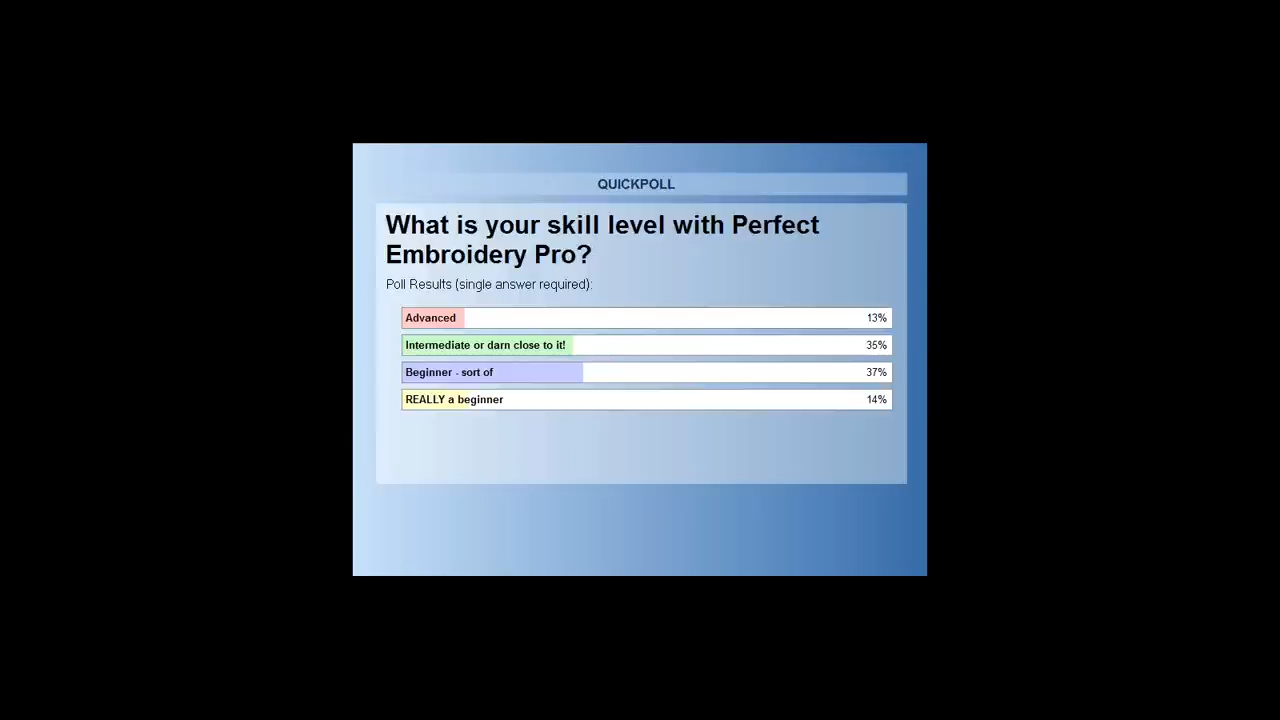 QUICKPOLL
What is your skill level with Perfect
Embroidery Pro?
Poll Results (single answer required):
Advanced 13%
Intermediate or darn close to it! 35%
Beginner - sort of 37%
REALLY a beginner 14%